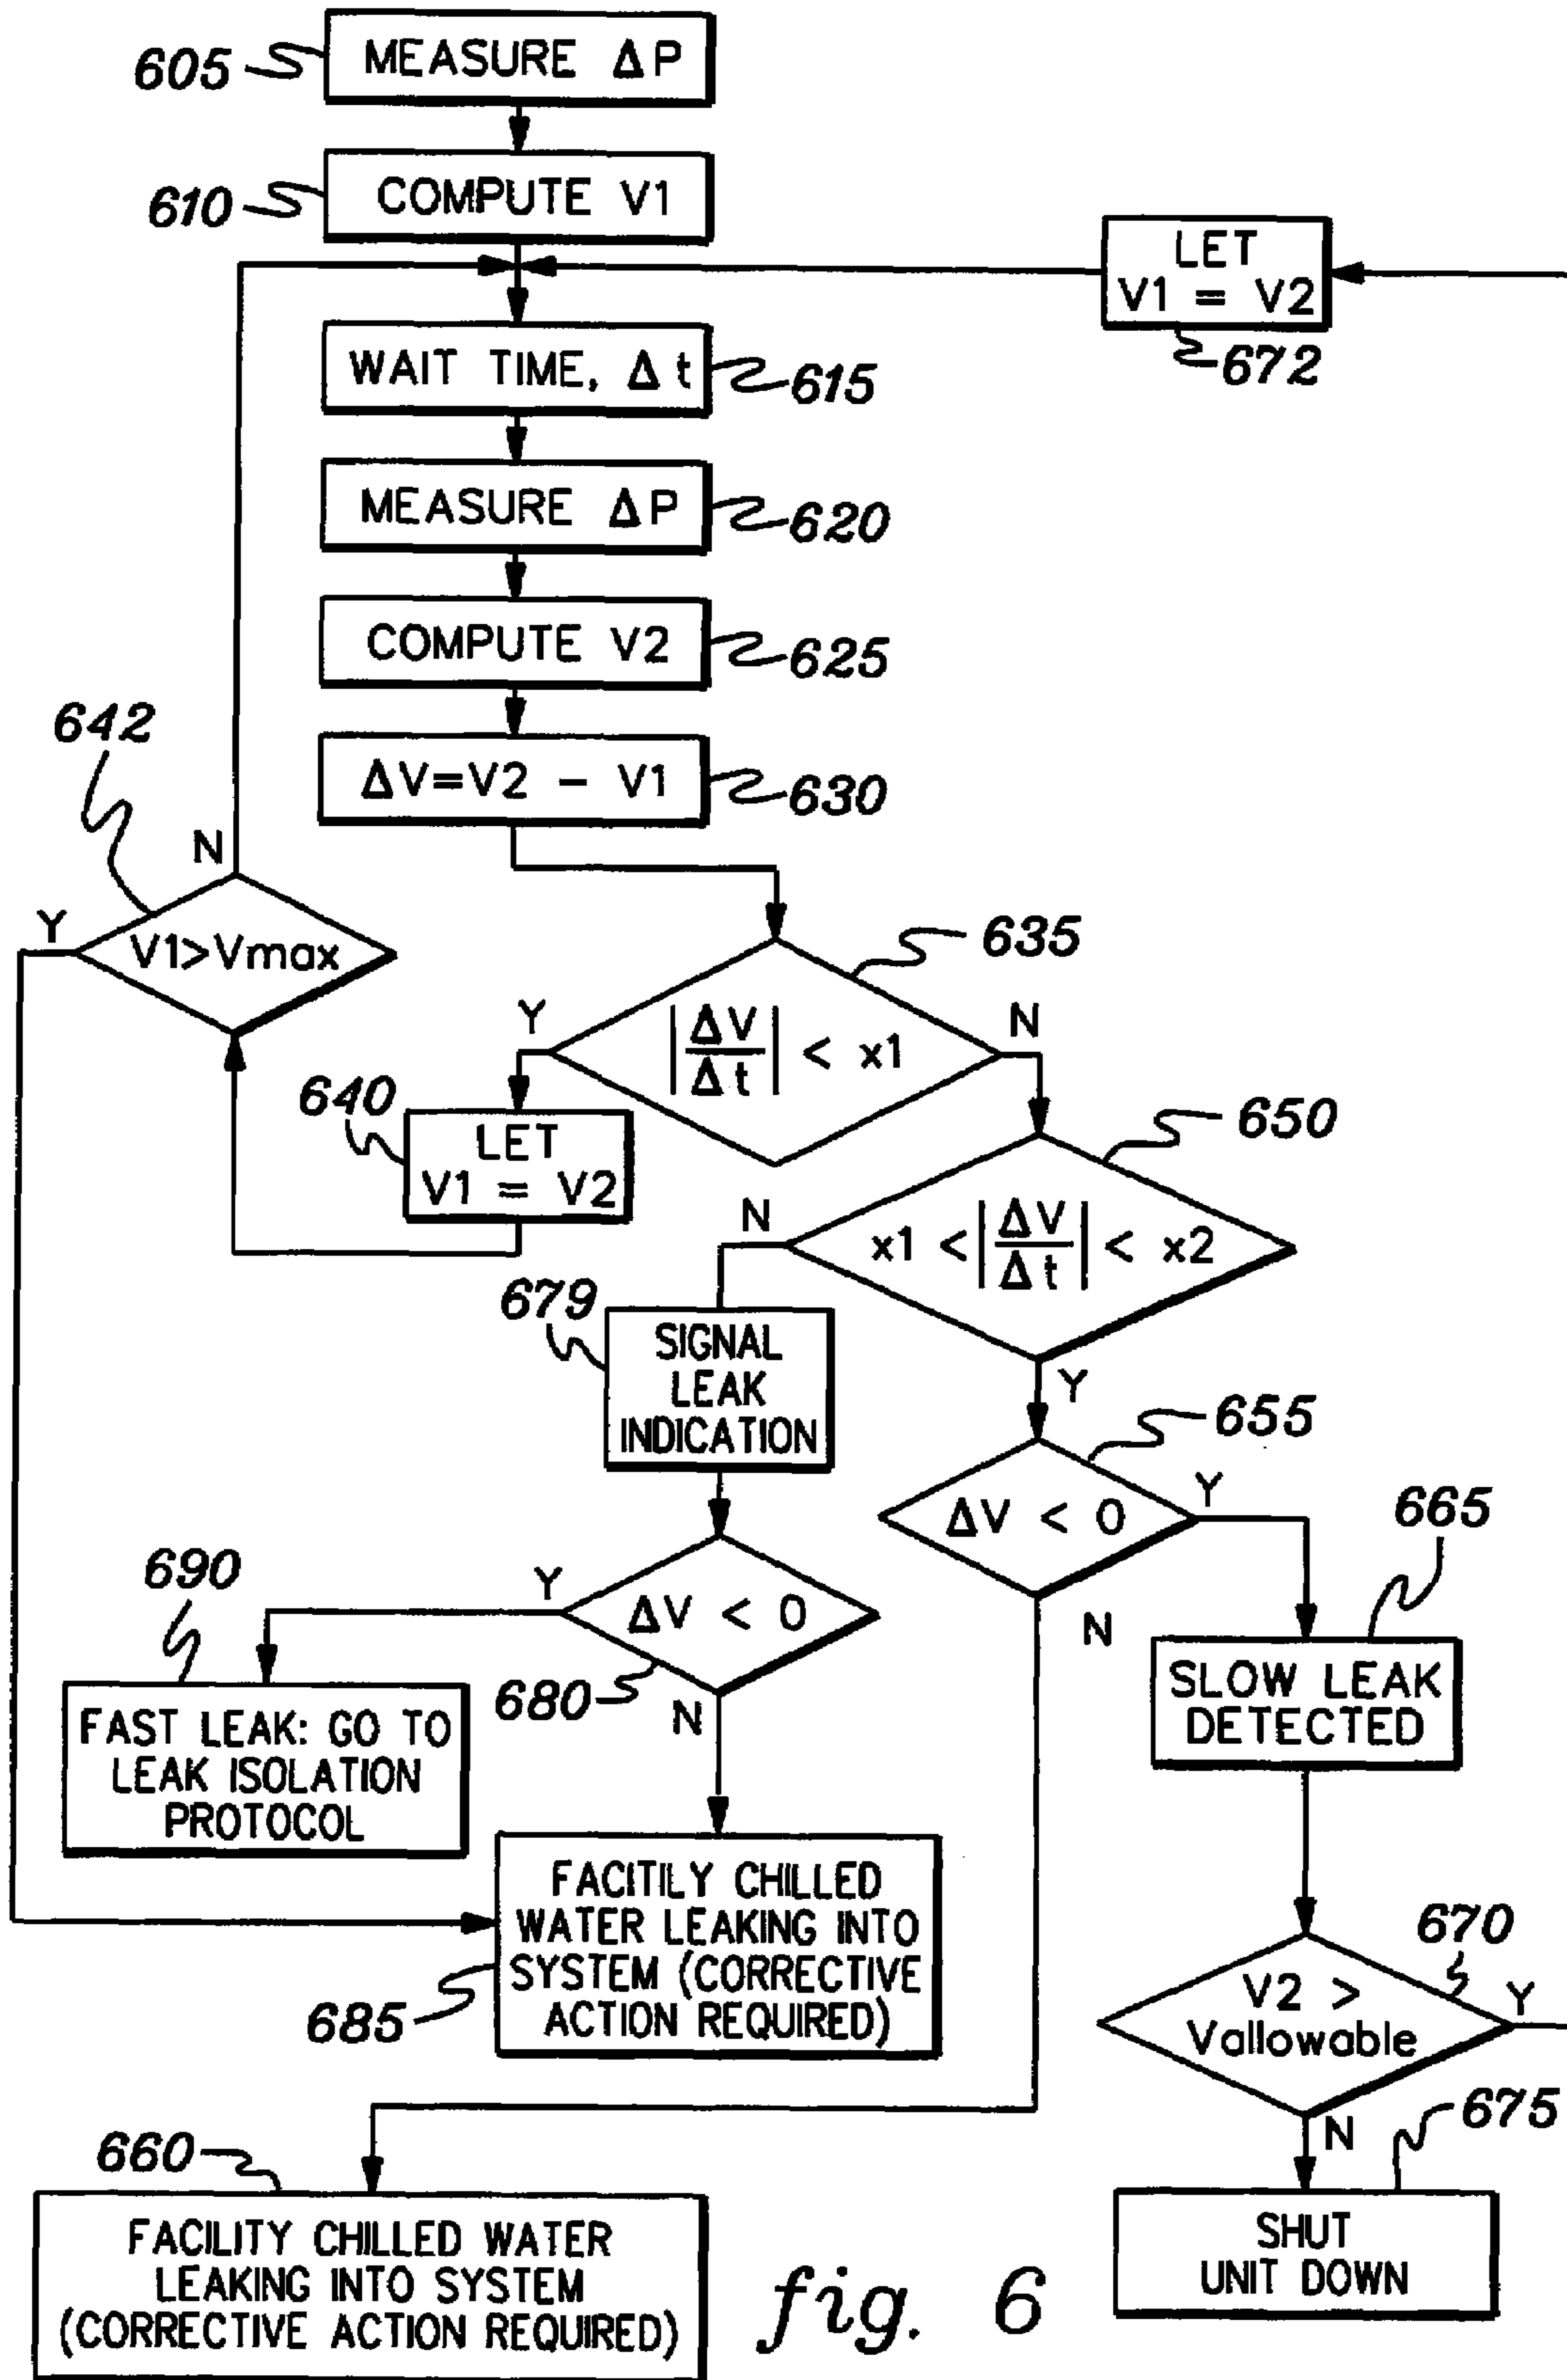 605
MEASURE ΔP
610
COMPUTE V1
LET
V1 = V2
672
WAIT TIME, Δt
615
MEASURE ΔP
620
COMPUTE V2
625
ΔV=V2 - V1
630
642
N
Y
V1>Vmax
635
Y
N
|ΔV/Δt| < x1
640
LET
V1 = V2
650
N
x1 <|ΔV/Δt| < x2
Y
679
SIGNAL
LEAK
INDICATION
655
ΔV < 0
Y
N
665
SLOW LEAK
DETECTED
690
Y
ΔV < 0
680
N
FAST LEAK: GO TO
LEAK ISOLATION
PROTOCOL
FACITILY CHILLED
WATER LEAKING INTO
SYSTEM (CORRECTIVE
ACTION REQUIRED)
685
670
V2 >
Vallowable
Y
N
675
SHUT
UNIT DOWN
660
FACILITY CHILLED WATER
LEAKING INTO SYSTEM
(CORRECTIVE ACTION REQUIRED)
fig. 6